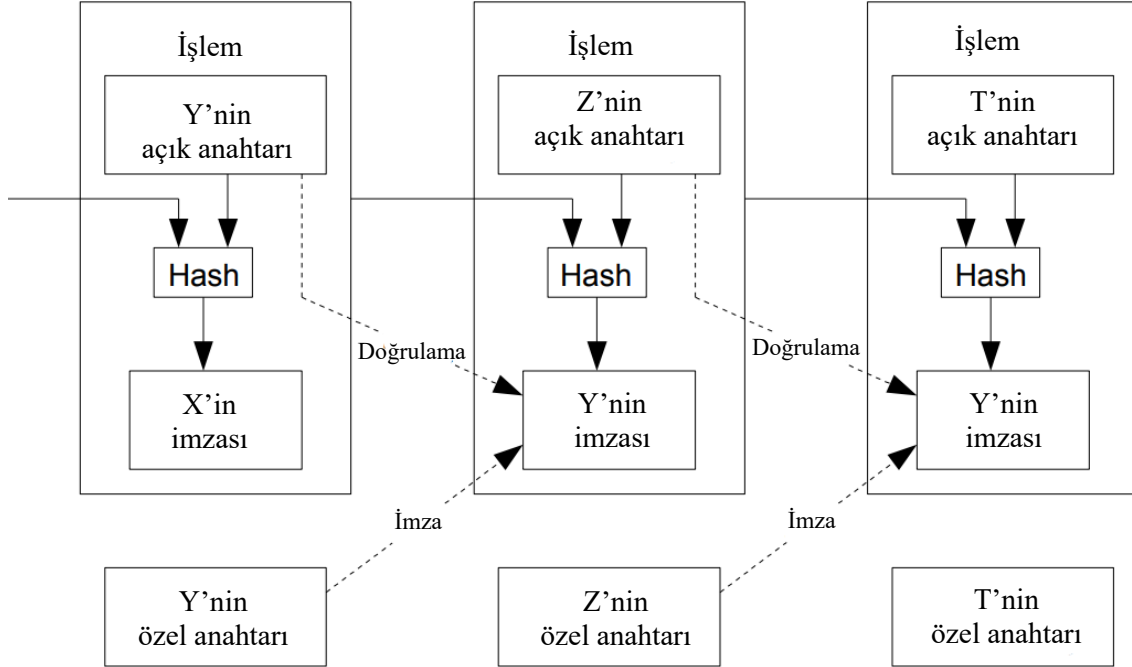 İşlem
Y’nin
açık anahtarı
Hash
X’in
imzası
İşlem
Z’nin
açık anahtarı
Hash
Y’nin
imzası
İşlem
T’nin
açık anahtarı
Hash
Y’nin
imzası
Doğrulama
Doğrulama
İmza
İmza
Y’nin
özel anahtarı
Z’nin
özel anahtarı
T’nin
özel anahtarı